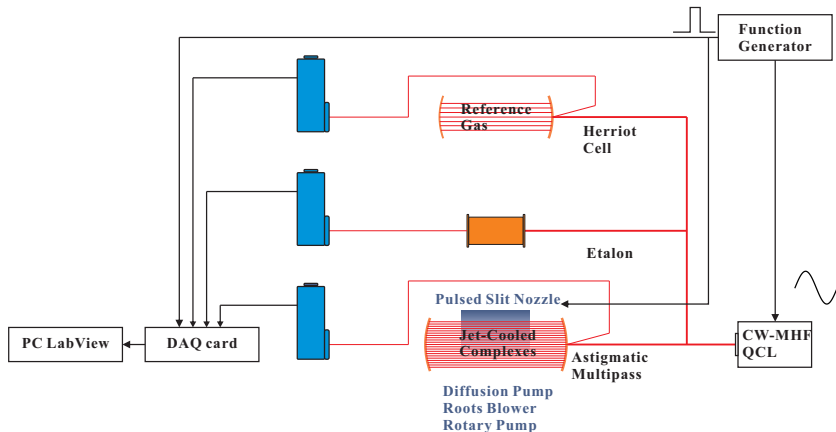 Function
Generator
Reference
Gas
Herriot
Cell
Etalon
Pulsed Slit Nozzle
PC LabView
DAQ card
Jet-Cooled
Complexes
Astigmatic
Multipass
CW-MHF
QCL
Diffusion Pump
Roots Blower
Rotary Pump